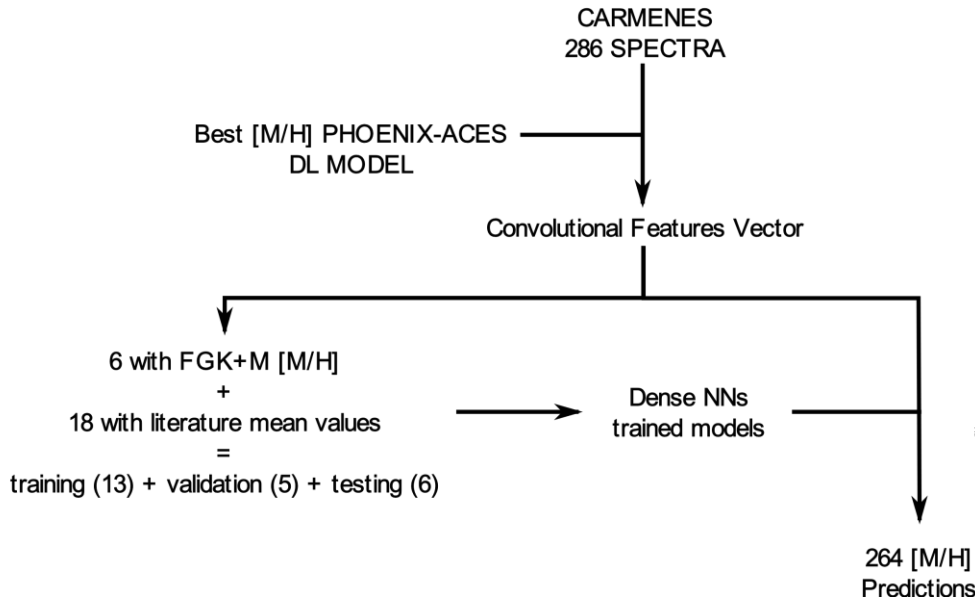 CARMENES
286 SPECTRA
Best [M/H] PHOENIX-ACES
DL MODEL
Convolutional Features Vector
6 with FGK+M [M/H]
+
18 with literature mean values
=
training (13) + validation (5) + testing (6)
Dense NNs
trained models
264 [M/H]
Predictions